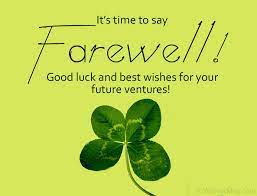 It's time to say
Farewell!
Good luck and best wishes for your
future ventures!